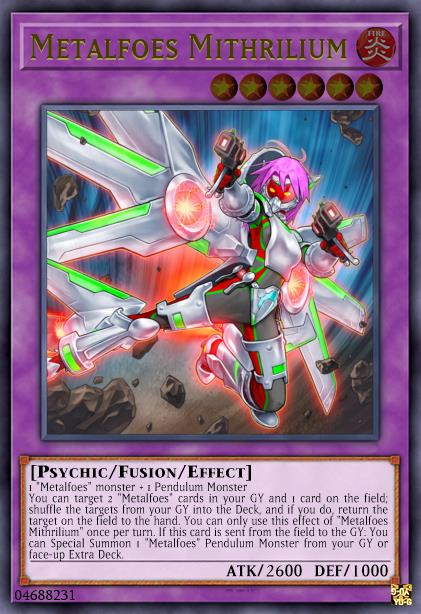 Metalfoes Mithrilium
FIRE
炎
[Psychic/Fusion/Effect]
1 "Metalfoes" monster + 1 Pendulum Monster
You can target 2 "Metalfoes" cards in your GY and 1 card on the field;
shuffle the targets from your GY into the Deck, and if you do, return the
target on the field to the hand. You can only use this effect of "Metalfoes
Mithrilium" once per turn. If this card is sent from the field to the GY: You
can Special Summon 1 "Metalfoes" Pendulum Monster from your GY or
face-up Extra Deck.
ATK/2600 DEF/1000
04688231